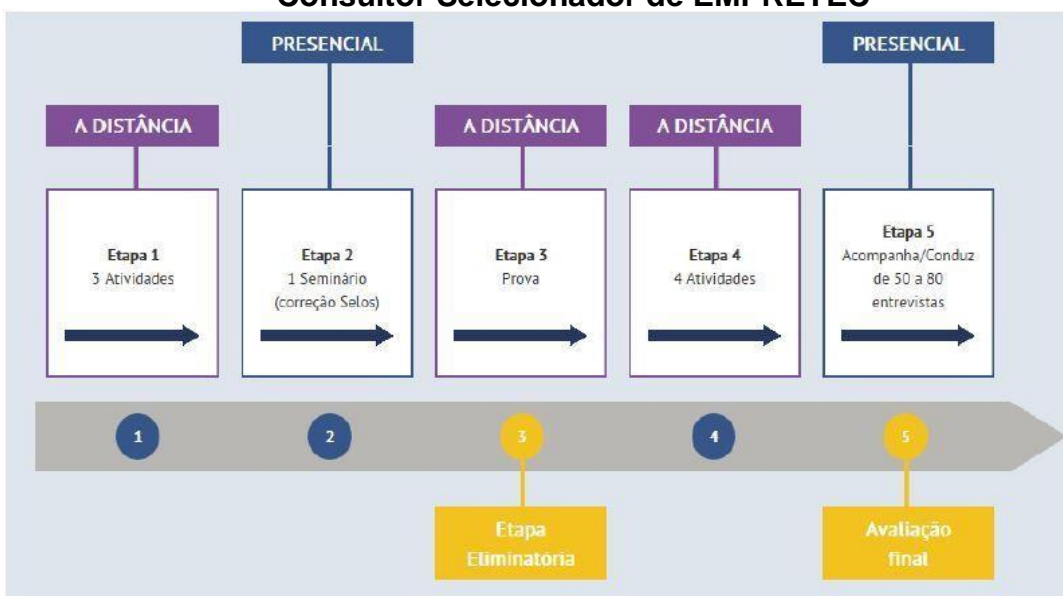 Consultor Selecionador de EMPRETEC
PRESENCIAL
PRESENCIAL
A DISTÂNCIA
A DISTÂNCIA
A DISTÂNCIA
Etapa 1
3 Atividades
Etapa 2
1 Seminário
(correção Selos)
Etapa 3
Prova
Etapa 4
4 Atividades
Etapa 5
Acompanha/Conduz
de 50 a 80
entrevistas
1
2
3
4
5
Etapa
Eliminatória
Avaliação
final